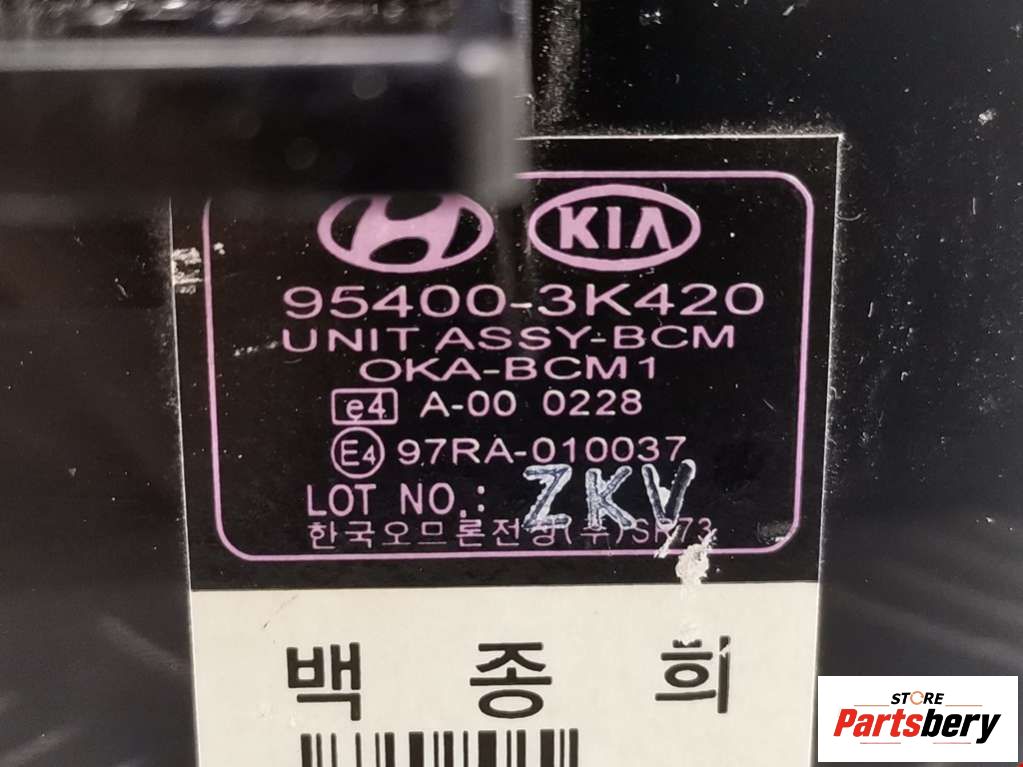 KIA
95400-3K420
UNIT ASSY-BCM
OKA-BCM1
e4 A-00 0228
E4 97RA-010037
LOT NO.: ZKV
한국오므론전장(주)SR73
백 종 희
STORE
Partsbery